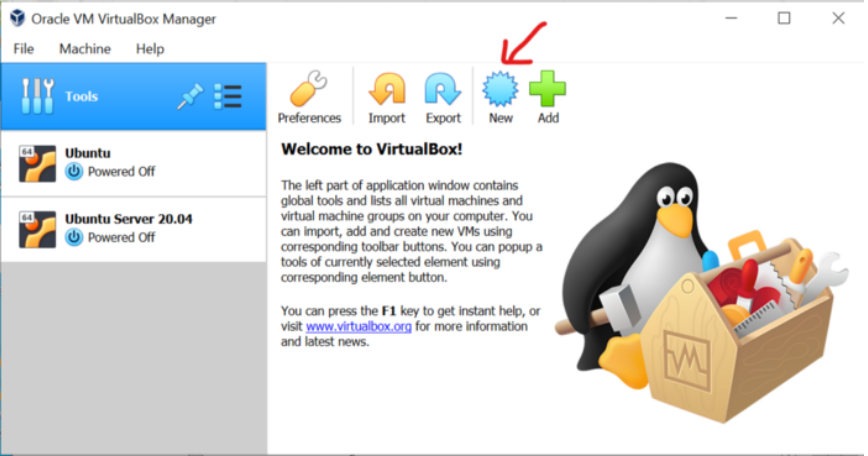 Oracle VM VirtualBox Manager
File Machine Help
Tools
Preferences Import Export New Add
64
Ubuntu
Powered Off
64
Ubuntu Server 20.04
Powered Off
Welcome to VirtualBox!
The left part of application window contains
global tools and lists all virtual machines and
virtual machine groups on your computer. You
can import, add and create new VMs using
corresponding toolbar buttons. You can popup a
tools of currently selected element using
corresponding element button.
You can press the F1 key to get instant help, or
visit www.virtualbox.org for more information
and latest news.